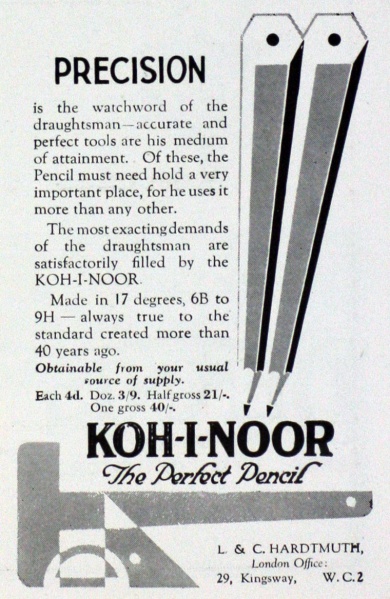 PRECISION
is the watchword of the
draughtsman—accurate and
perfect tools are his medium
of attainment. Of these, the
Pencil must need hold a very
important place, for he uses it
more than any other.
The most exacting demands
of the draughtsman are
satisfactorily filled by the
KOH-I-NOOR.
Made in 17 degrees, 6B to
9H — always true to the
standard created more than
40 years ago.
Obtainable from your usual
source of supply.
Each 4d. Doz. 3/9. Half gross 21/-.
One gross 40/-.
KOH-I-NOOR
The Perfect Pencil
L. & C. HARDTMUTH,
London Office:
29, Kingsway, W.C.2